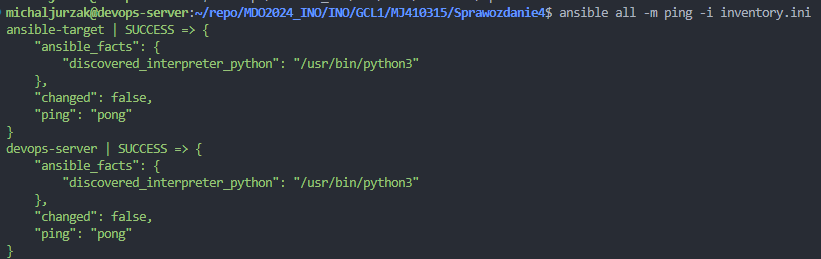 michaljurzak@devops-server:~/repo/MDO2024_INO/INO/GCL1/MJ410315/Sprawozdanie4$ ansible all -m ping -i inventory.ini
ansible-target | SUCCESS => {
    "ansible_facts": {
        "discovered_interpreter_python": "/usr/bin/python3"
    },
    "changed": false,
    "ping": "pong"
}
devops-server | SUCCESS => {
    "ansible_facts": {
        "discovered_interpreter_python": "/usr/bin/python3"
    },
    "changed": false,
    "ping": "pong"
}